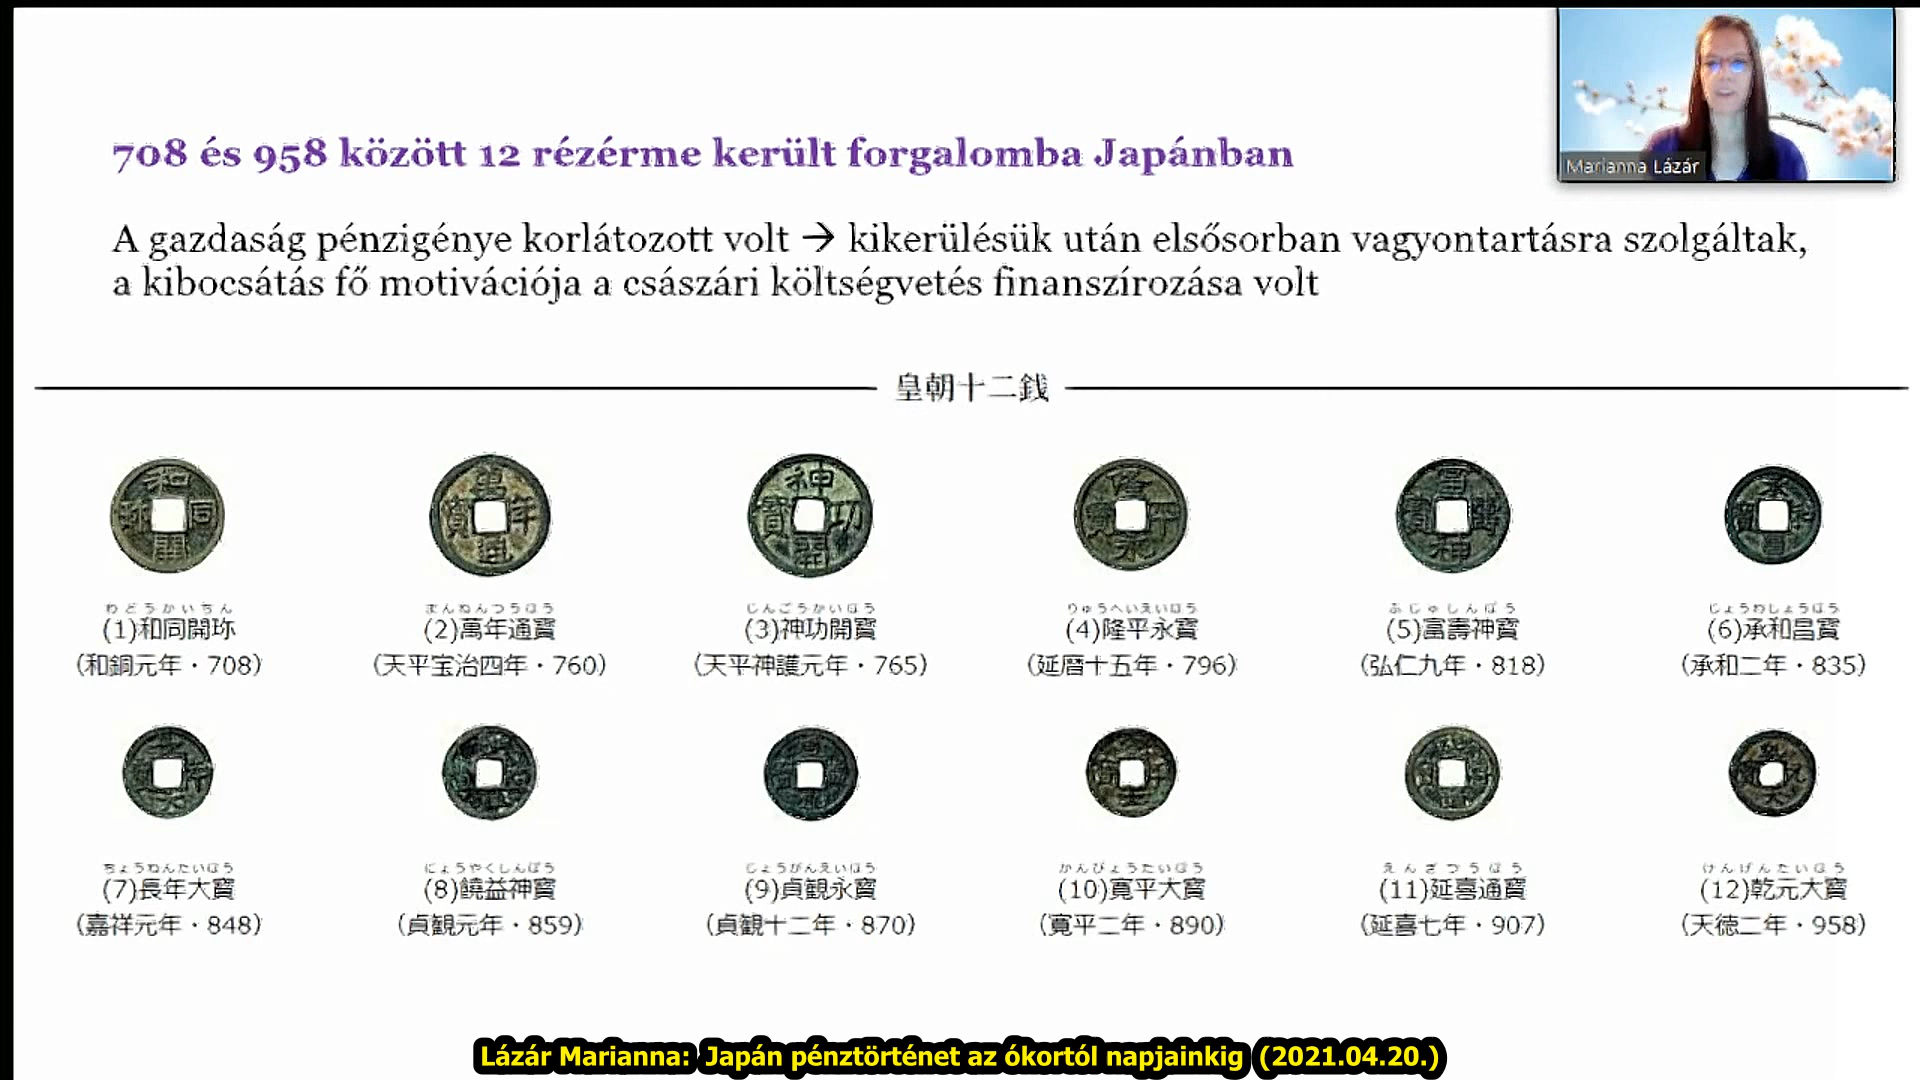 708 és 958 között 12 rézérme került forgalomba Japánban
Marianna Lázár
A gazdaság pénzigénye korlátozott volt → kikerülésük után elsősorban vagyontartásra szolgáltak,
a kibocsátás fő motivációja a császári költségvetés finanszírozása volt
皇朝十二銭
わどうかいちん まんねんつうほう じんごうかいほう りゅうへいえいほう ふじゅしんぽう じょうわしょうほう
(1)和同開珎 (2)萬年通寶 (3)神功開寶 (4)隆平永寶 (5)富壽神寶 (6)承和昌寶
(和銅元年・708) (天平宝治四年・760) (天平神護元年・765) (延暦十五年・796) (弘仁九年・818) (承和二年・835)
ちょうねんたいほう にょうやくしんぽう じょうがんえいほう かんぴょうたいほう えんぎつうほう けんげんたいほう
(7)長年大寶 (8)饒益神寶 (9)貞観永寶 (10)寛平大寶 (11)延喜通寶 (12)乾元大寶
(嘉祥元年・848) (貞観元年・859) (貞観十二年・870) (寛平二年・890) (延喜七年・907) (天徳二年・958)
Lázár Marianna: Japán pénztörténet az ókortól napjainkig (2021.04.20.)